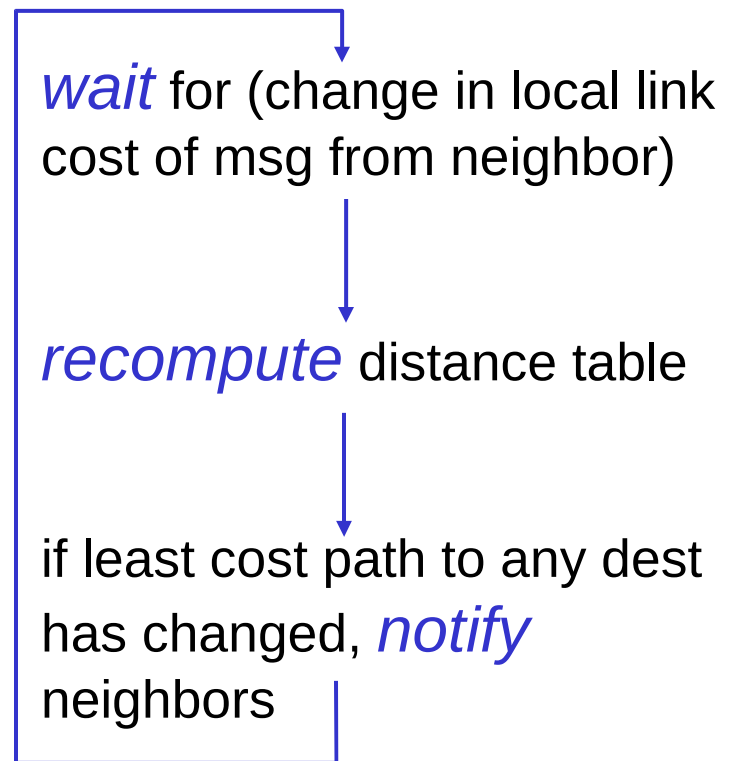 wait for (change in local link
cost of msg from neighbor)
recompute distance table
if least cost path to any dest
has changed, notify
neighbors